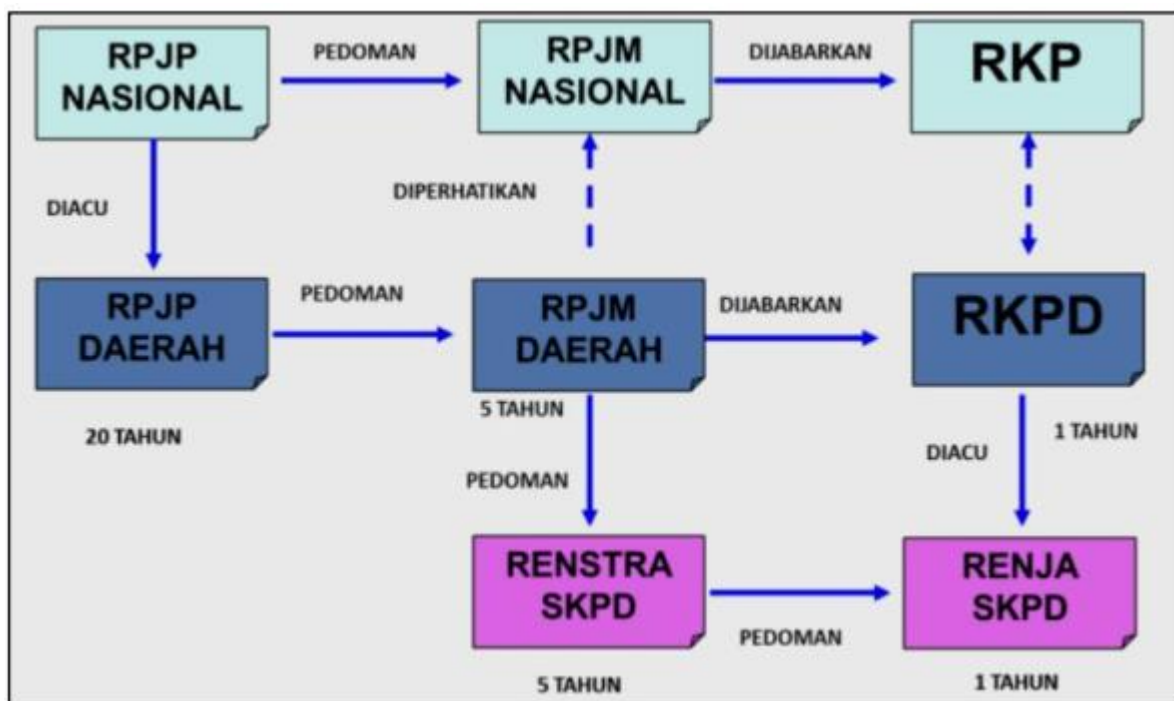 RPJP
NASIONAL
PEDOMAN
RPJM
NASIONAL
DIJABARKAN
RKP
DIACU
DIPERHATIKAN
RPJP
DAERAH
PEDOMAN
RPJM
DAERAH
DIJABARKAN
RKPD
20 TAHUN
5 TAHUN
1 TAHUN
PEDOMAN
DIACU
RENSTRA
SKPD
PEDOMAN
RENJA
SKPD
5 TAHUN
1 TAHUN